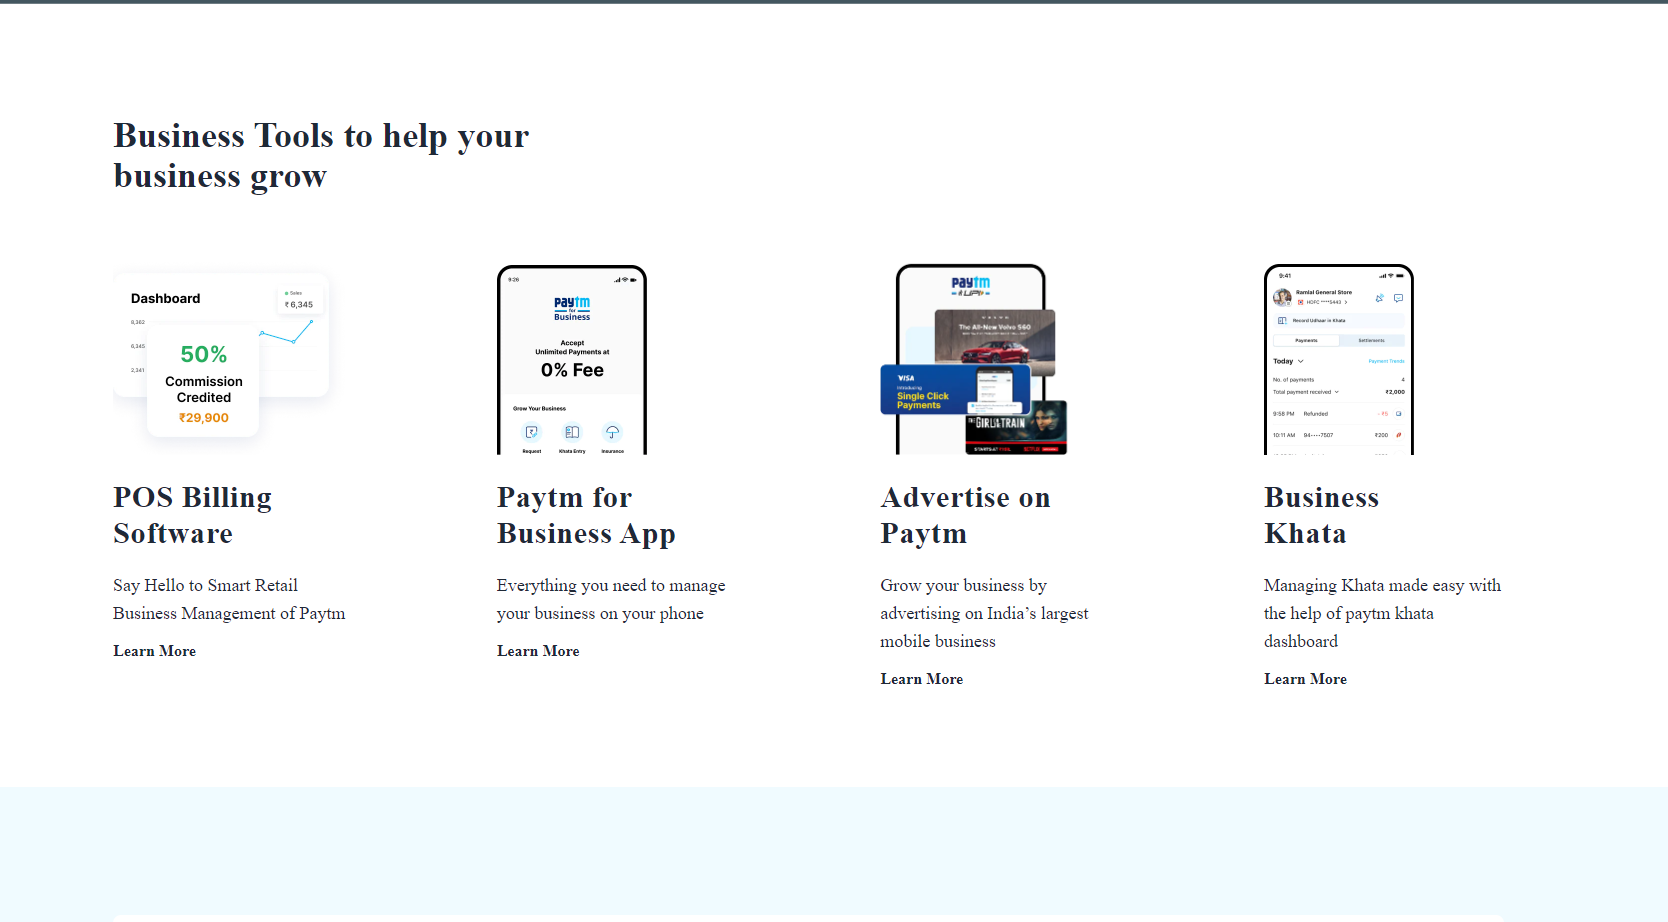 Business Tools to help your
business grow
Dashboard
Sales
₹ 6,345
8,362
6,345
2,341
50%
Commission
Credited
₹29,900
POS Billing
Software
Say Hello to Smart Retail
Business Management of Paytm
Learn More
9:26
paytm
for
Business
Accept
Unlimited Payments at
0% Fee
Grow Your Business
Request
Khata Entry
Insurance
Paytm for
Business App
Everything you need to manage
your business on your phone
Learn More
paytm
UPI
The All-New Volvo S60
VISA
Introducing
Single Click
Payments
THE GIRL ON THE TRAIN
Advertise on
Paytm
Grow your business by
advertising on India’s largest
mobile business
Learn More
9:41
Ramlal General Store
HDFC ****5443
Record Udhaar in Khata
Payments
Settlements
Today
Payment Trends
No. of payments
4
Total payment received
₹2,000
9:58 PM Refunded
-₹5
10:11 AM 94••••7507
₹200
Business
Khata
Managing Khata made easy with
the help of paytm khata
dashboard
Learn More